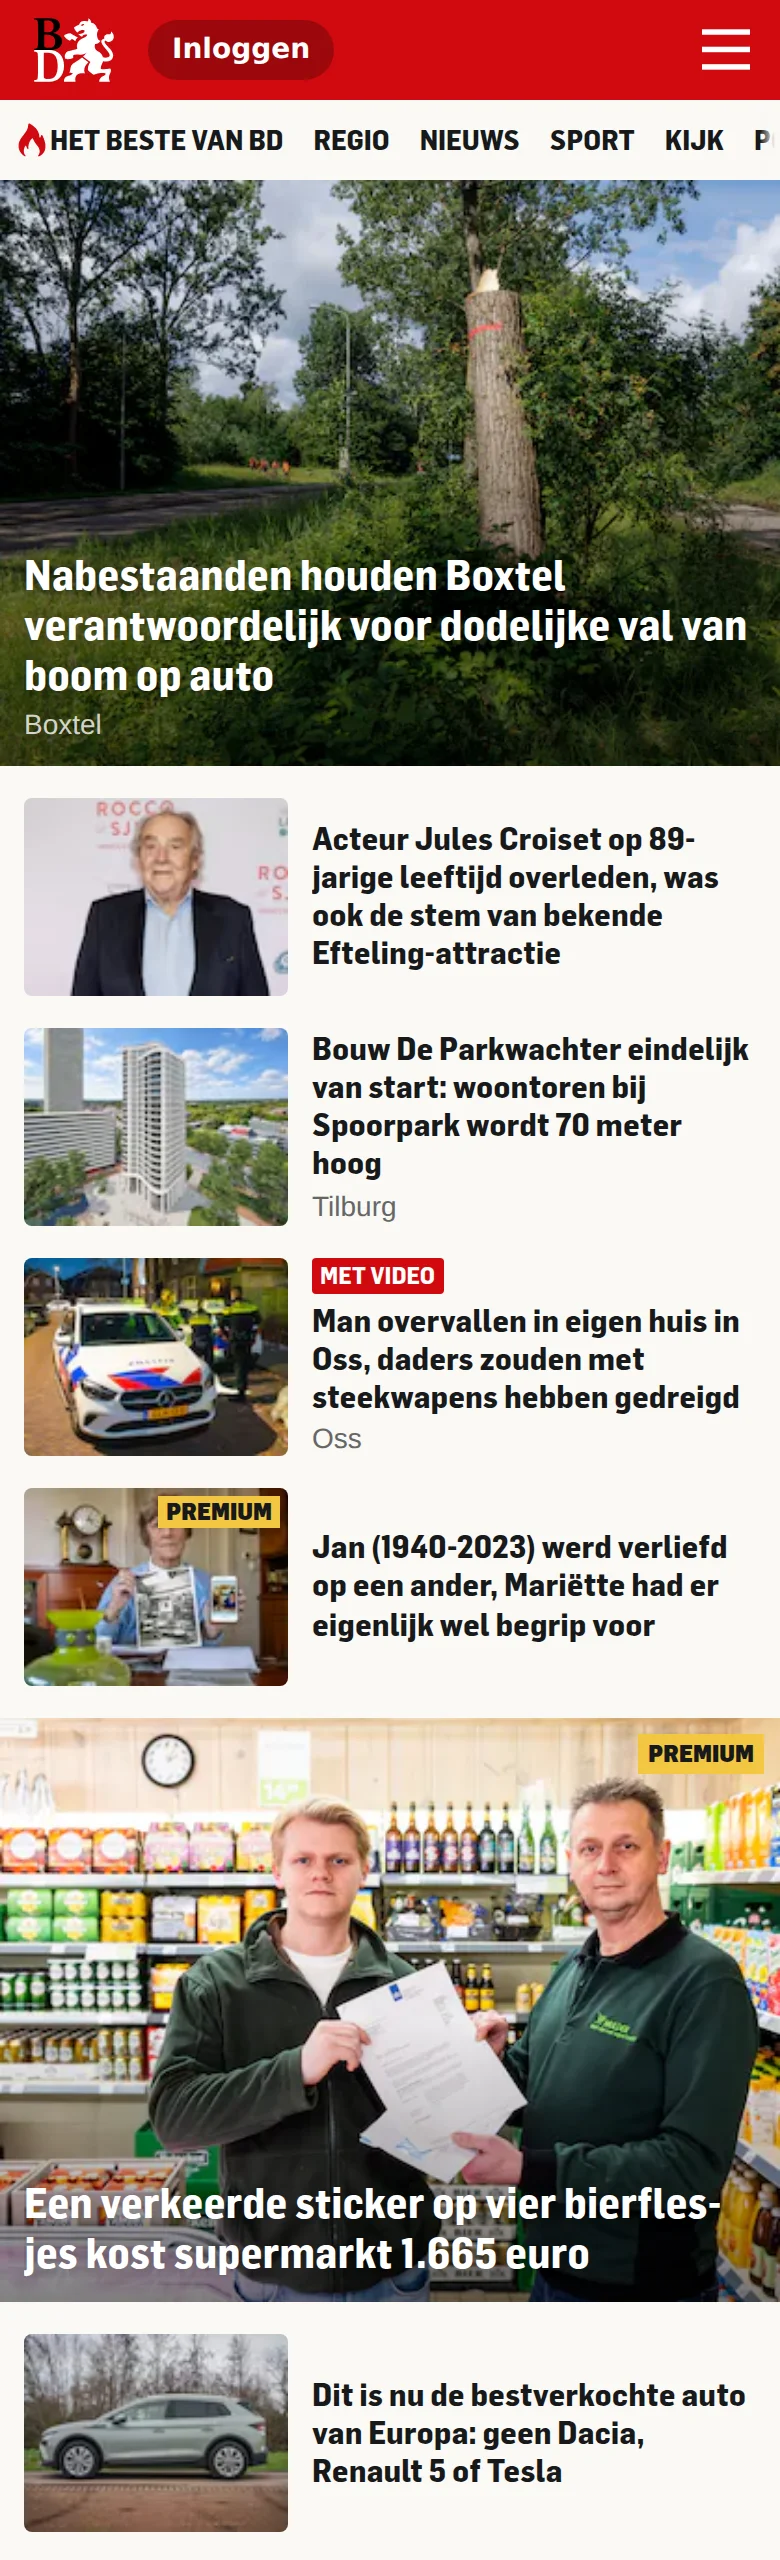 BD
Inloggen
HET BESTE VAN BD REGIO NIEUWS SPORT KIJK
Nabestaanden houden Boxtel
verantwoordelijk voor dodelijke val van
boom op auto
Boxtel
ROCCO
SJ
RO
SJ
Acteur Jules Croiset op 89-
jarige leeftijd overleden, was
ook de stem van bekende
Efteling-attractie
Bouw De Parkwachter eindelijk
van start: woontoren bij
Spoorpark wordt 70 meter
hoog
Tilburg
MET VIDEO
Man overvallen in eigen huis in
Oss, daders zouden met
steekwapens hebben gedreigd
Oss
PREMIUM
Jan (1940-2023) werd verliefd
op een ander, Mariëtte had er
eigenlijk wel begrip voor
PREMIUM
Een verkeerde sticker op vier bierfles-
jes kost supermarkt 1.665 euro
Dit is nu de bestverkochte auto
van Europa: geen Dacia,
Renault 5 of Tesla